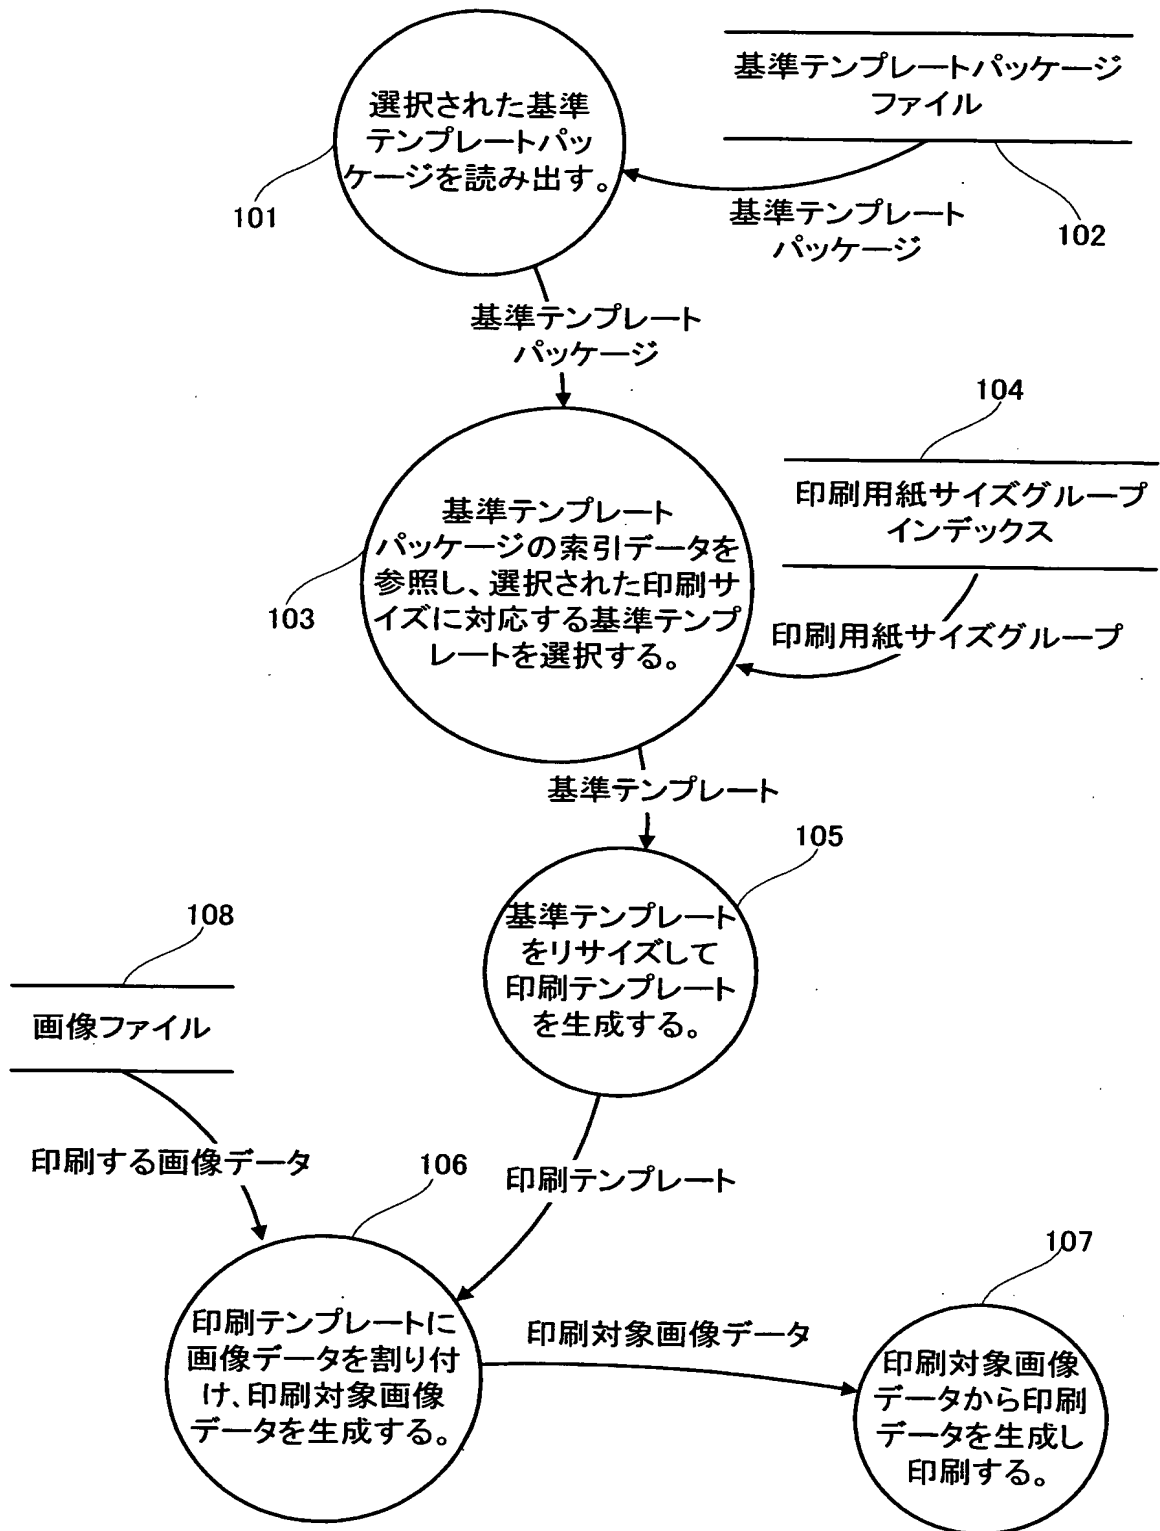 選択された基準
テンプレートパッ
ケージを読み出す。
101
基準テンプレートパッケージ
ファイル
102
基準テンプレート
パッケージ
基準テンプレート
パッケージ
104
印刷用紙サイズグループ
インデックス
印刷用紙サイズグループ
基準テンプレート
パッケージの索引データを
参照し、選択された印刷サ
イズに対応する基準テンプ
レートを選択する。
103
基準テンプレート
105
基準テンプレート
をリサイズして
印刷テンプレート
を生成する。
108
画像ファイル
印刷する画像データ
印刷テンプレート
106
印刷テンプレートに
画像データを割り付
け、印刷対象画像
データを生成する。
印刷対象画像データ
107
印刷対象画像
データから印刷
データを生成し
印刷する。